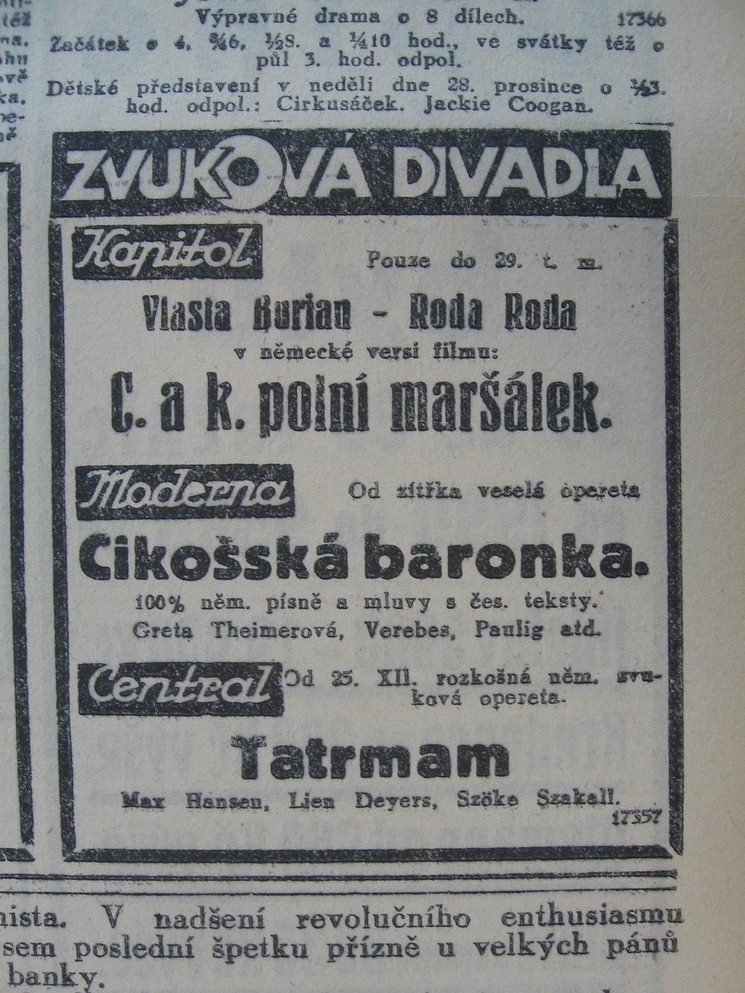 Výpravné drama o 8 dílech. 17366
Začátek o 4, ¾6, ½8. a ¼10 hod., ve svátky též o
půl 3. hod. odpol.
Dětské představení v neděli dne 28. prosince o ½3.
hod. odpol.: Cirkusáček. Jackie Coogan.
ZVUKOVÁ DIVADLA
Kapitol Pouze do 29. t. m.
Vlasta Burian - Roda Roda
v německé versi filmu:
C. a k. polní maršálek.
Moderna Od zítřka veselá opereta
Cikošská baronka.
100% něm. písně a mluvy s čes. teksty.
Greta Theimerová, Verebes, Paulig atd.
Central Od 25. XII. rozkošná něm. zvu-
ková opereta.
Tatrmam
Max Hansen, Lien Deyers, Szöke Szakall.
17357
nista. V nadšení revolučního enthusiasmu
sem poslední špetku přízně u velkých pánů
banky.